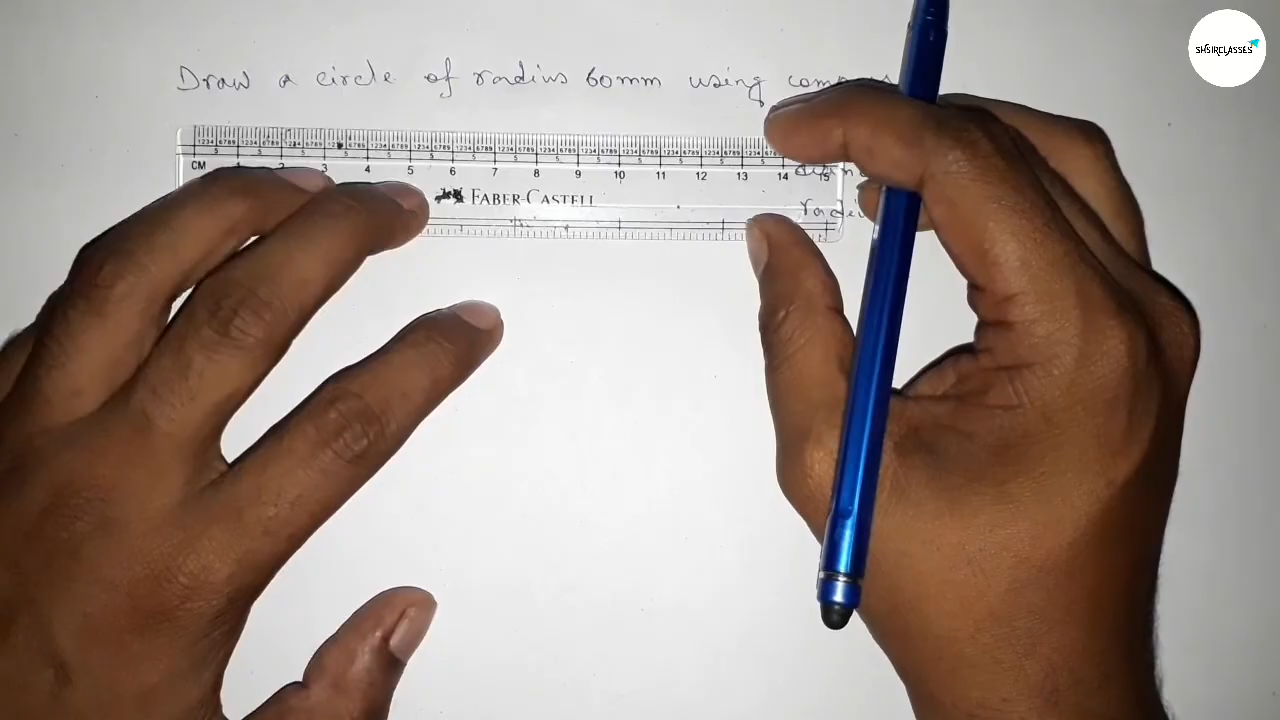 Draw a circle of radius 60mm using
SHSIRCLASSES
CM 1 2 3 4 5 6 7 8 9 10 11 12 13 14 15
FABER-CASTELL